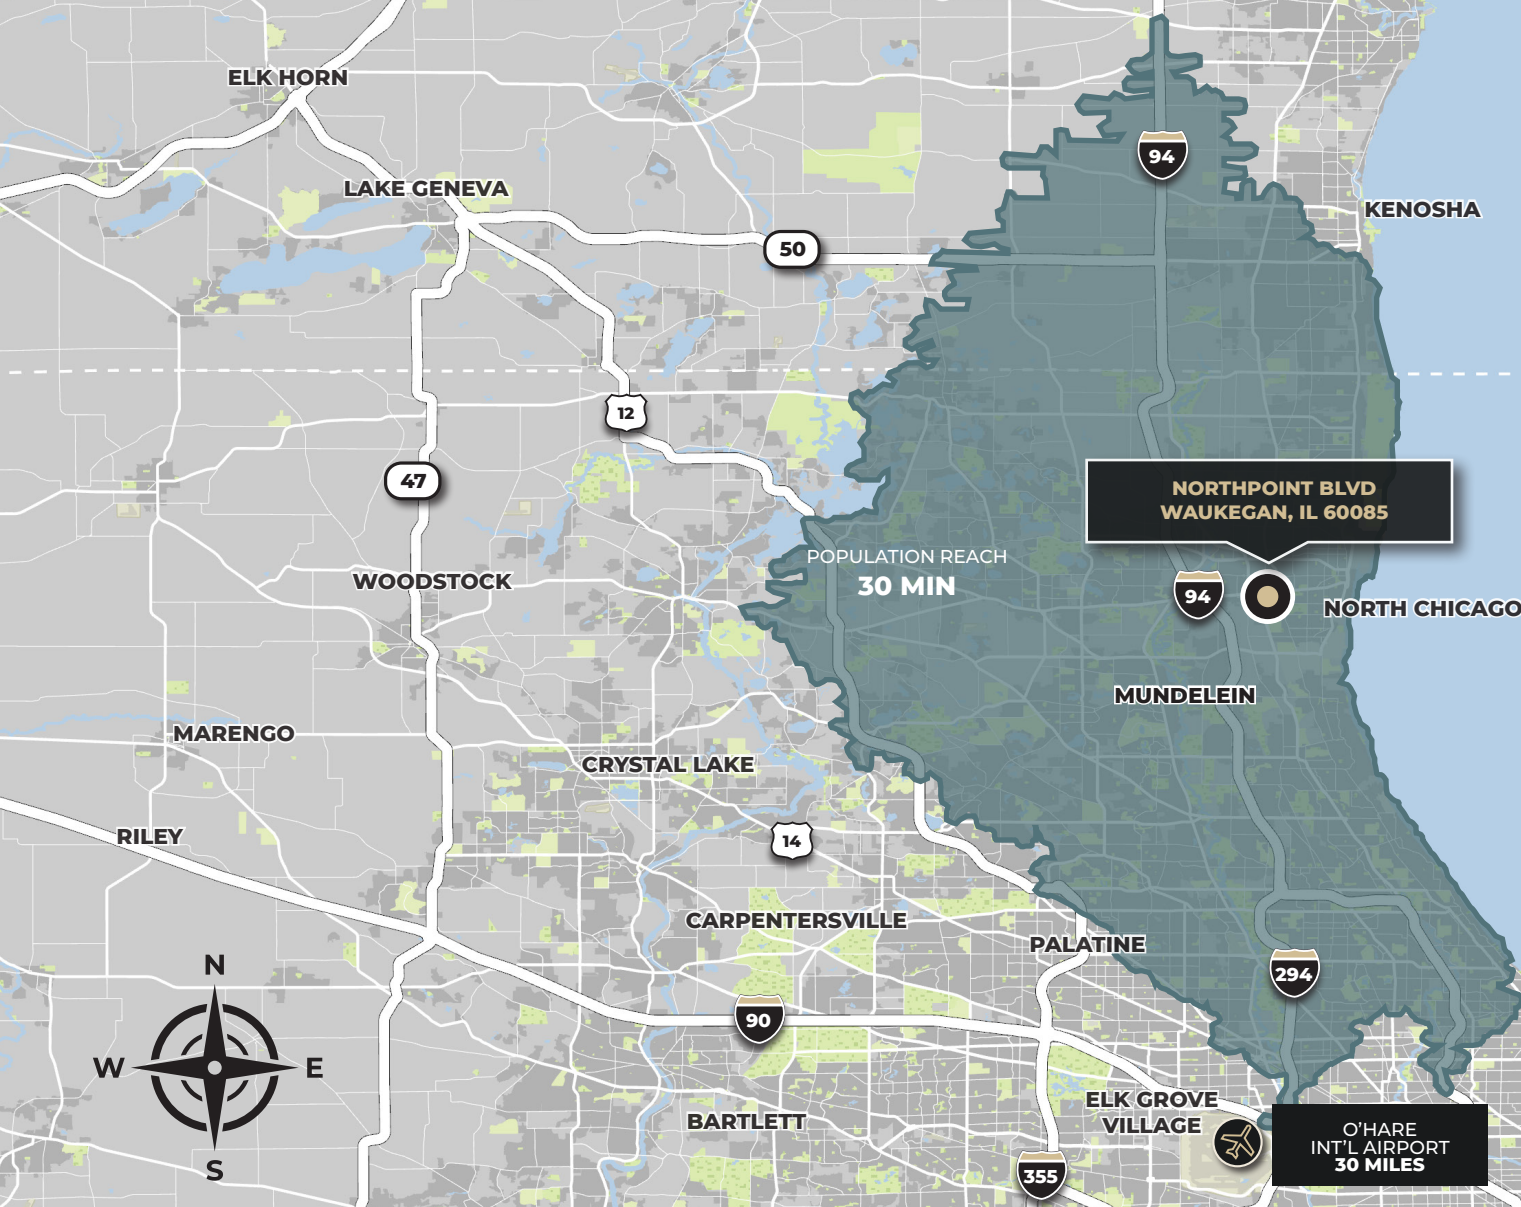 ELK HORN
94
LAKE GENEVA
KENOSHA
50
12
47
NORTHPOINT BLVD
WAUKEGAN, IL 60085
POPULATION REACH
30 MIN
WOODSTOCK
94
NORTH CHICAGO
MUNDELEIN
MARENGO
CRYSTAL LAKE
RILEY
14
CARPENTERSVILLE
PALATINE
N
294
90
W
E
ELK GROVE
VILLAGE
BARTLETT
O'HARE
INT'L AIRPORT
30 MILES
S
355